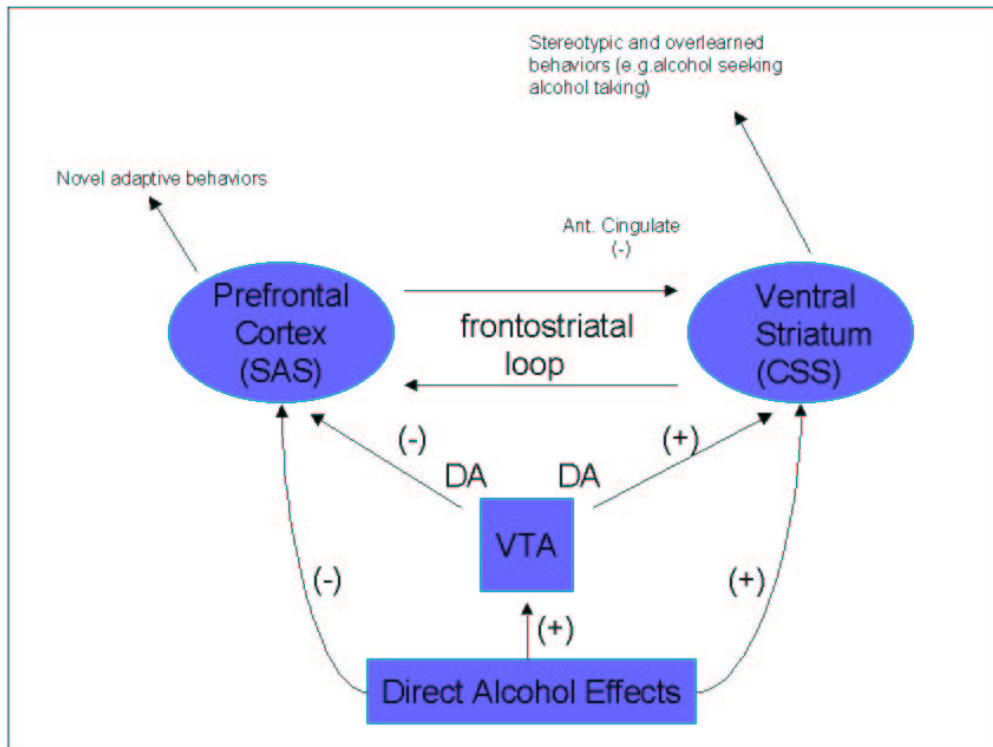 Stereotypic and overlearned
behaviors (e.g.alcohol seeking
alcohol taking)
Novel adaptive behaviors
Ant. Cingulate
(-)
Prefrontal
Cortex
(SAS)
frontostriatal
loop
Ventral
Striatum
(CSS)
(-)
(+)
DA
DA
VTA
(-)
(+)
(+)
Direct Alcohol Effects